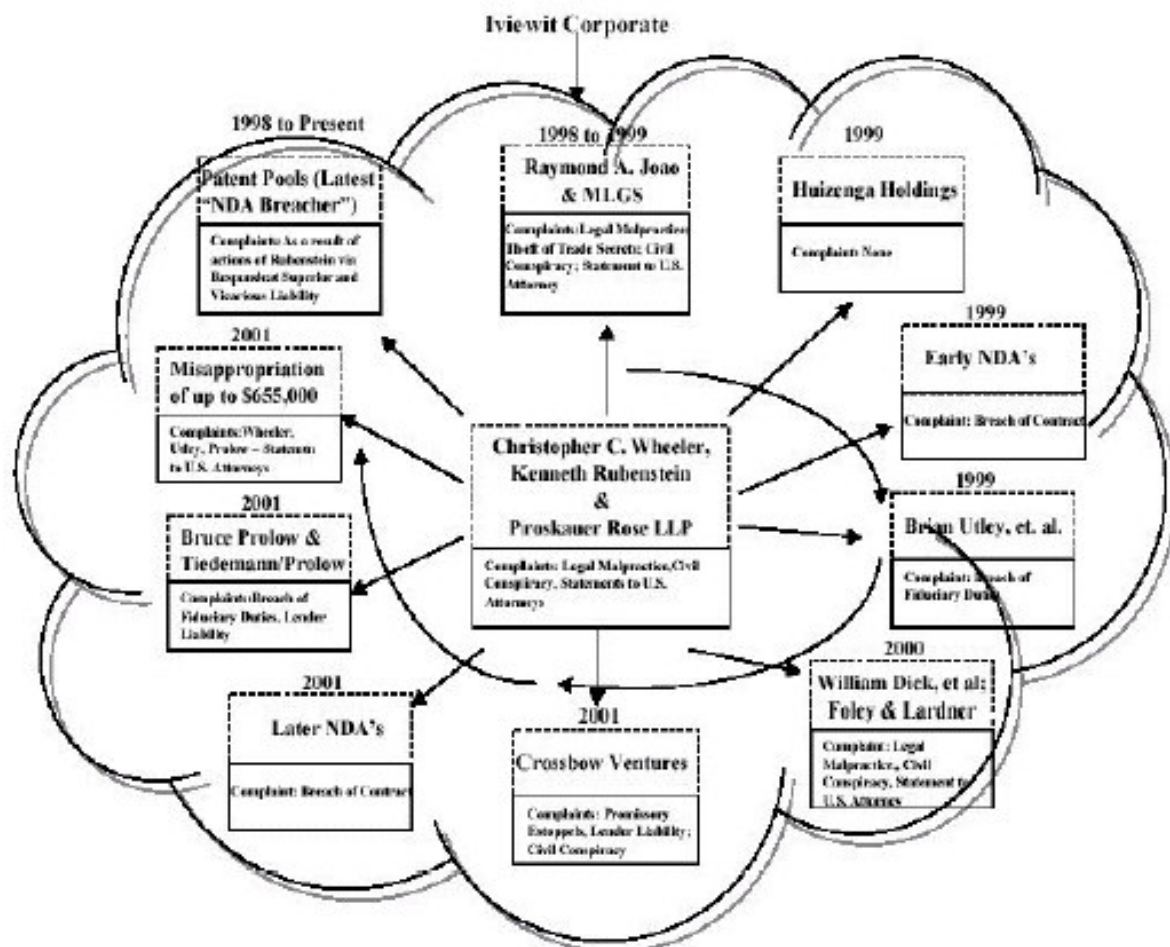 Iviewit Corporate
1998 to Present
Patent Pools (Latest
"NDA Breacher")
Complaint: As a result
actions of Rubenstein via
Respondent Superior and
Vicarious Liability
1998 to 1999
Raymond A. Joao
& MLGS
Complaints: Legal Malpractice
Theft of Trade Secrets; Civil
Conspiracy; Statement to U.S.
Attorney
1999
Huizenga Holdings
Complaint: None
1999
Early NDA's
Complaint: Breach of Contract
2001
Misappropriation
of up to $655,000
Complaints: Wheeler,
Utley, Prolow – Statement
to U.S. Attorneys
Christopher C. Wheeler,
Kenneth Rubenstein
&
Proskauer Rose LLP
Complaints: Legal Malpractice, Civil
Conspiracy, Statements to U.S.
Attorneys
1999
Brian Utley, et. al.
Complaint: Breach of
Fiduciary Duties
2001
Bruce Prolow &
Tiedemann/Prolow
Complaints: Breach of
Fiduciary Duties, Lender
Liability
2000
William Dick, et al;
Foley & Lardner
Complaint: Legal
Malpractice, Civil
Conspiracy, Statement to
U.S. Attorney
2001
Later NDA's
Complaint: Breach of Contract
2001
Crossbow Ventures
Complaints: Promissory
Estoppels, Lender Liability;
Civil Conspiracy